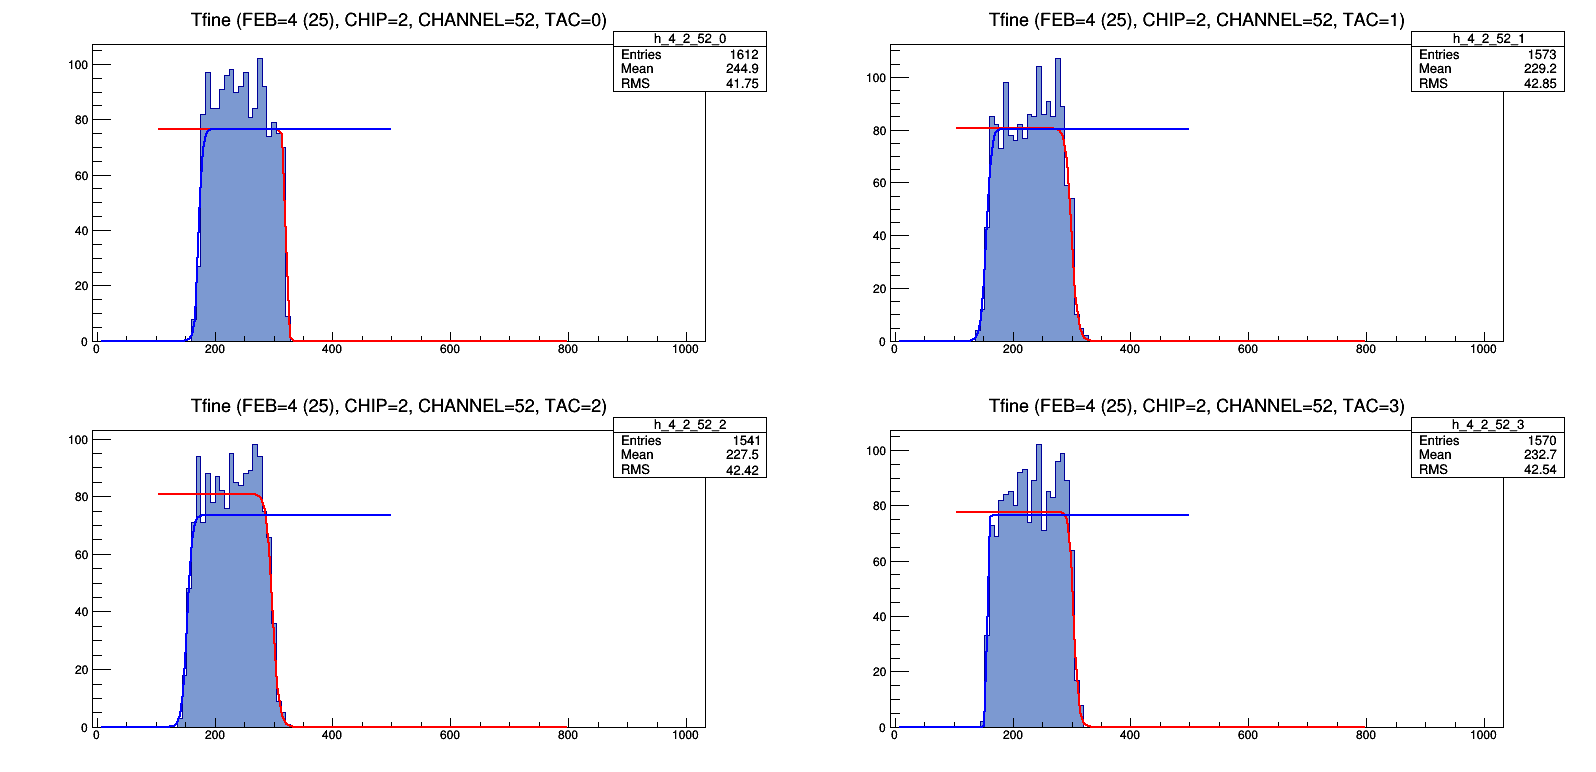 Tfine (FEB=4 (25), CHIP=2, CHANNEL=52, TAC=0)
h_4_2_52_0
Entries 1612
Mean 244.9
RMS 41.75
100
80
60
40
20
0
0 200 400 600 800 1000
Tfine (FEB=4 (25), CHIP=2, CHANNEL=52, TAC=1)
h_4_2_52_1
Entries 1573
Mean 229.2
RMS 42.85
100
80
60
40
20
0
0 200 400 600 800 1000
Tfine (FEB=4 (25), CHIP=2, CHANNEL=52, TAC=2)
h_4_2_52_2
Entries 1541
Mean 227.5
RMS 42.42
100
80
60
40
20
0
0 200 400 600 800 1000
Tfine (FEB=4 (25), CHIP=2, CHANNEL=52, TAC=3)
h_4_2_52_3
Entries 1570
Mean 232.7
RMS 42.54
100
80
60
40
20
0
0 200 400 600 800 1000